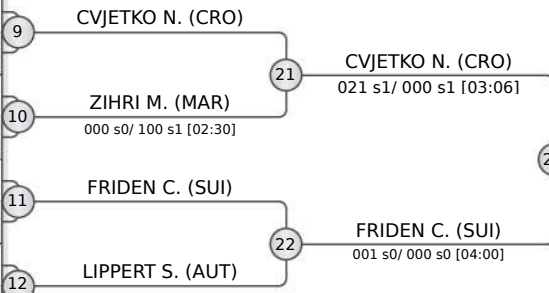 9
CVJETKO N. (CRO)
21
CVJETKO N. (CRO)
021 s1/ 000 s1 [03:06]
10
ZIHRI M. (MAR)
000 s0/ 100 s1 [02:30]
11
FRIDEN C. (SUI)
22
FRIDEN C. (SUI)
001 s0/ 000 s0 [04:00]
12
LIPPERT S. (AUT)